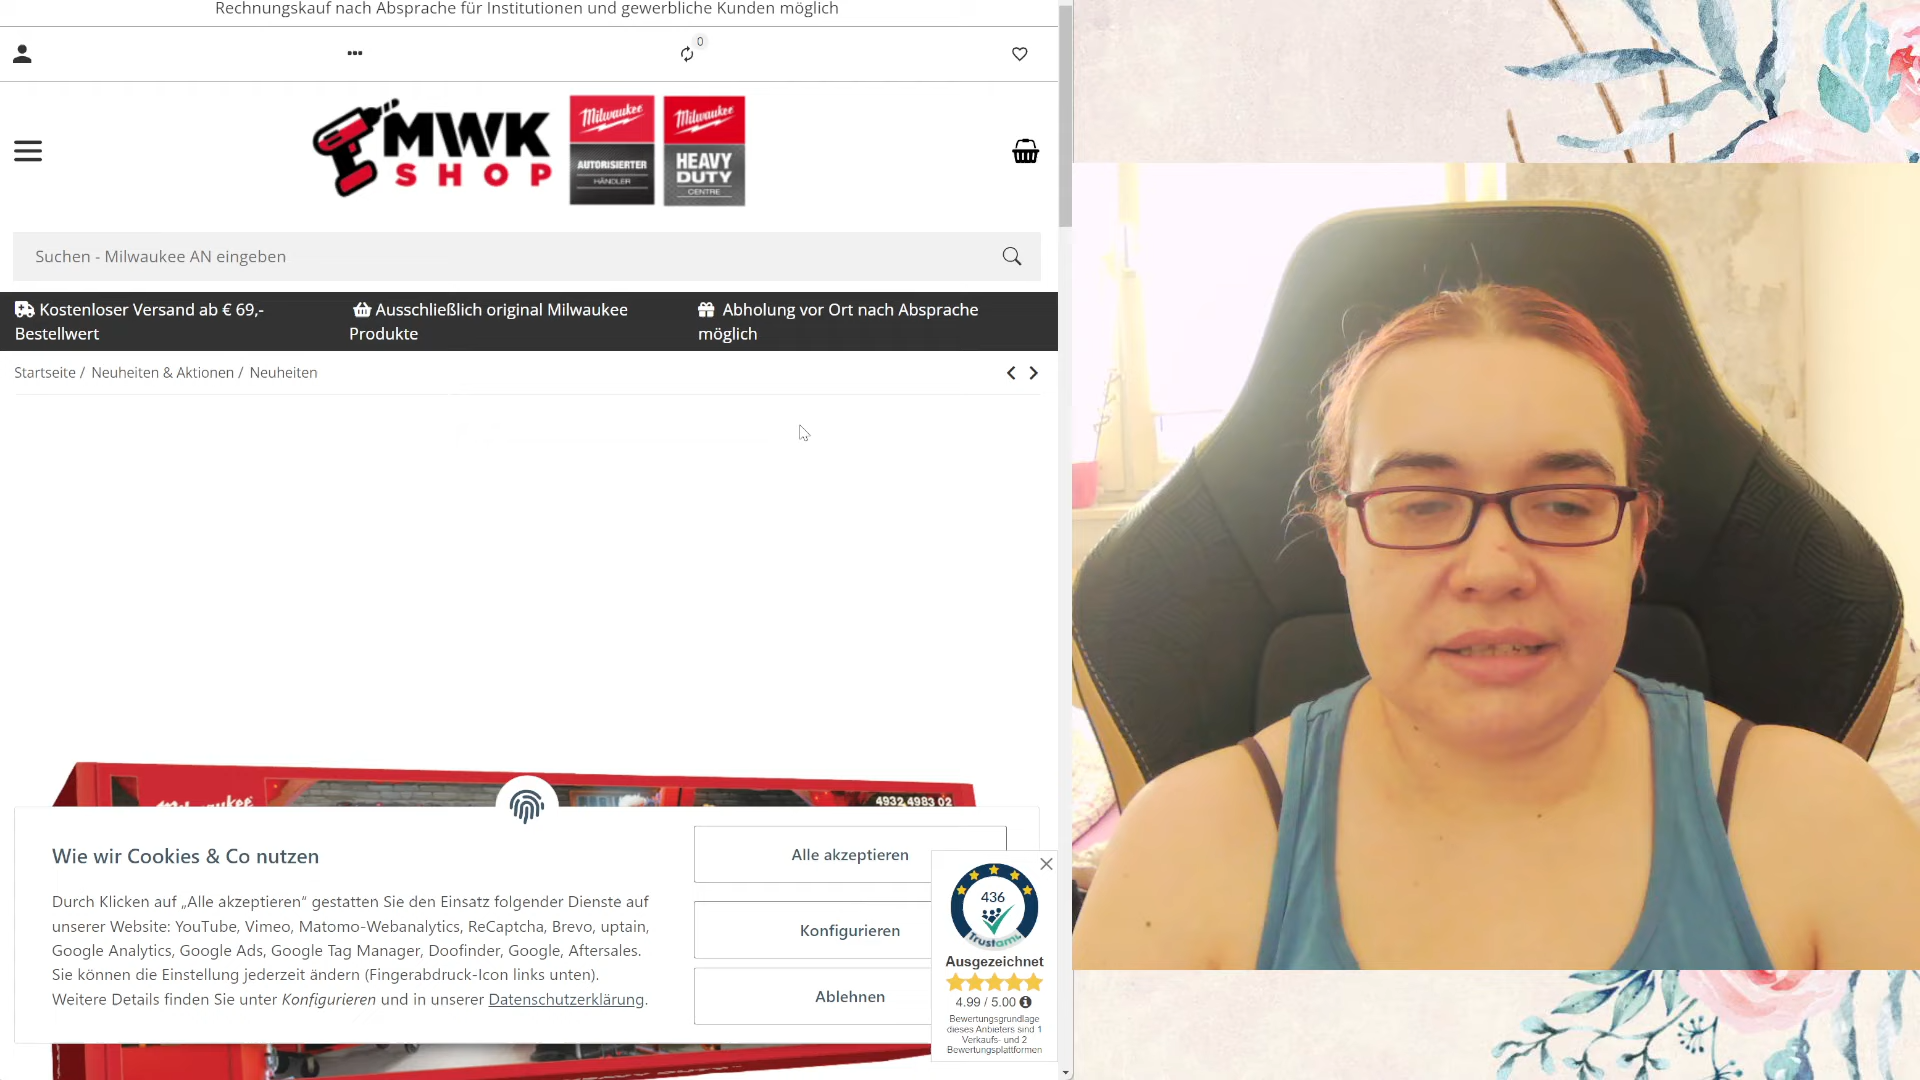 Rechnungskauf nach Absprache für Institutionen und gewerbliche Kunden möglich
0
MWK
SHOP
Milwaukee
AUTORISIERTER
HÄNDLER
Milwaukee
HEAVY
DUTY
CENTRE
Suchen - Milwaukee AN eingeben
Kostenloser Versand ab € 69,-
Bestellwert
Ausschließlich original Milwaukee
Produkte
Abholung vor Ort nach Absprache
möglich
Startseite / Neuheiten & Aktionen / Neuheiten
Milwaukee
4932 4983 02
Wie wir Cookies & Co nutzen
Durch Klicken auf „Alle akzeptieren“ gestatten Sie den Einsatz folgender Dienste auf
unserer Website: YouTube, Vimeo, Matomo-Webanalytics, ReCaptcha, Brevo, uptain,
Google Analytics, Google Ads, Google Tag Manager, Doofinder, Google, Aftersales.
Sie können die Einstellung jederzeit ändern (Fingerabdruck-Icon links unten).
Weitere Details finden Sie unter Konfigurieren und in unserer Datenschutzerklärung.
Alle akzeptieren
Konfigurieren
Ablehnen
436
Trustami
Ausgezeichnet
4.99 / 5.00
Bewertungsgrundlage
dieses Anbieters sind 1
Verkaufs- und 2
Bewertungsplattformen